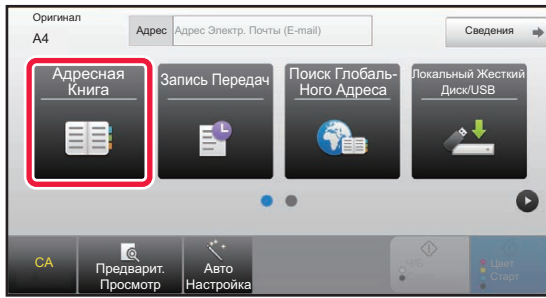 Оригинал
A4
Адрес
Адрес Электр. Почты (E-mail)
Сведения
Адресная
Книга
Запись Передач
Поиск Глобаль-
Ного Адреса
Локальный Жесткий
Диск/USB
CA
Предварит.
Просмотр
Авто
Настройка
Ч/Б
Старт
Цвет
Старт